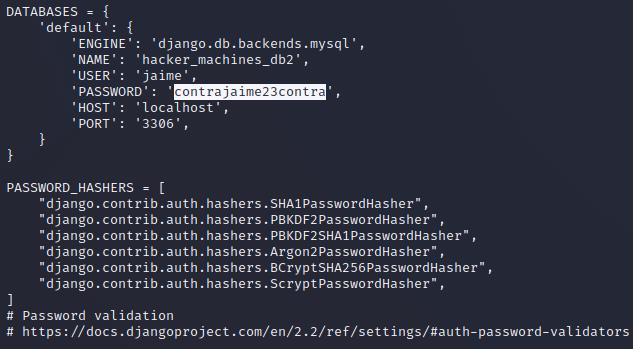 DATABASES = {
    'default': {
        'ENGINE': 'django.db.backends.mysql',
        'NAME': 'hacker_machines_db2',
        'USER': 'jaime',
        'PASSWORD': 'contrajaime23contra',
        'HOST': 'localhost',
        'PORT': '3306',
    }
}

PASSWORD_HASHERS = [
    "django.contrib.auth.hashers.SHA1PasswordHasher",
    "django.contrib.auth.hashers.PBKDF2PasswordHasher",
    "django.contrib.auth.hashers.PBKDF2SHA1PasswordHasher",
    "django.contrib.auth.hashers.Argon2PasswordHasher",
    "django.contrib.auth.hashers.BCryptSHA256PasswordHasher",
    "django.contrib.auth.hashers.ScryptPasswordHasher",
]
# Password validation
# https://docs.djangoproject.com/en/2.2/ref/settings/#auth-password-validators